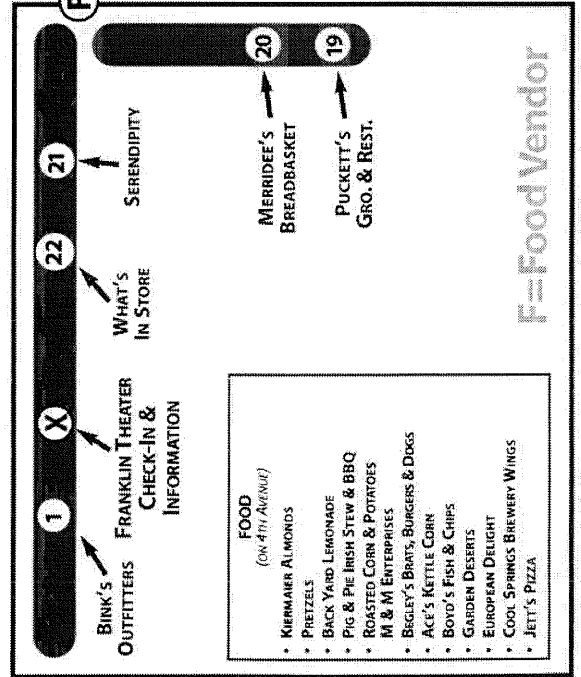 F
20
19
21
22
X
1
Serendipity
Merridee's
Breadbasket
Puckett's
Gro. & Rest.
What's
In Store
Franklin Theater
Check-In &
Information
Bink's
Outfitters
Food
(on 4th Avenue)
• Kiermaier Almonds
• Pretzels
• Back Yard Lemonade
• Pig & Pie Irish Stew & BBQ
• Roasted Corn & Potatoes
M & M Enterprises
• Begley's Brats, Burgers & Dogs
• Ace's Kettle Corn
• Boyd's Fish & Chips
• Garden Deserts
• European Delight
• Cool Springs Brewery Wings
• Jett's Pizza
F=Food Vendor